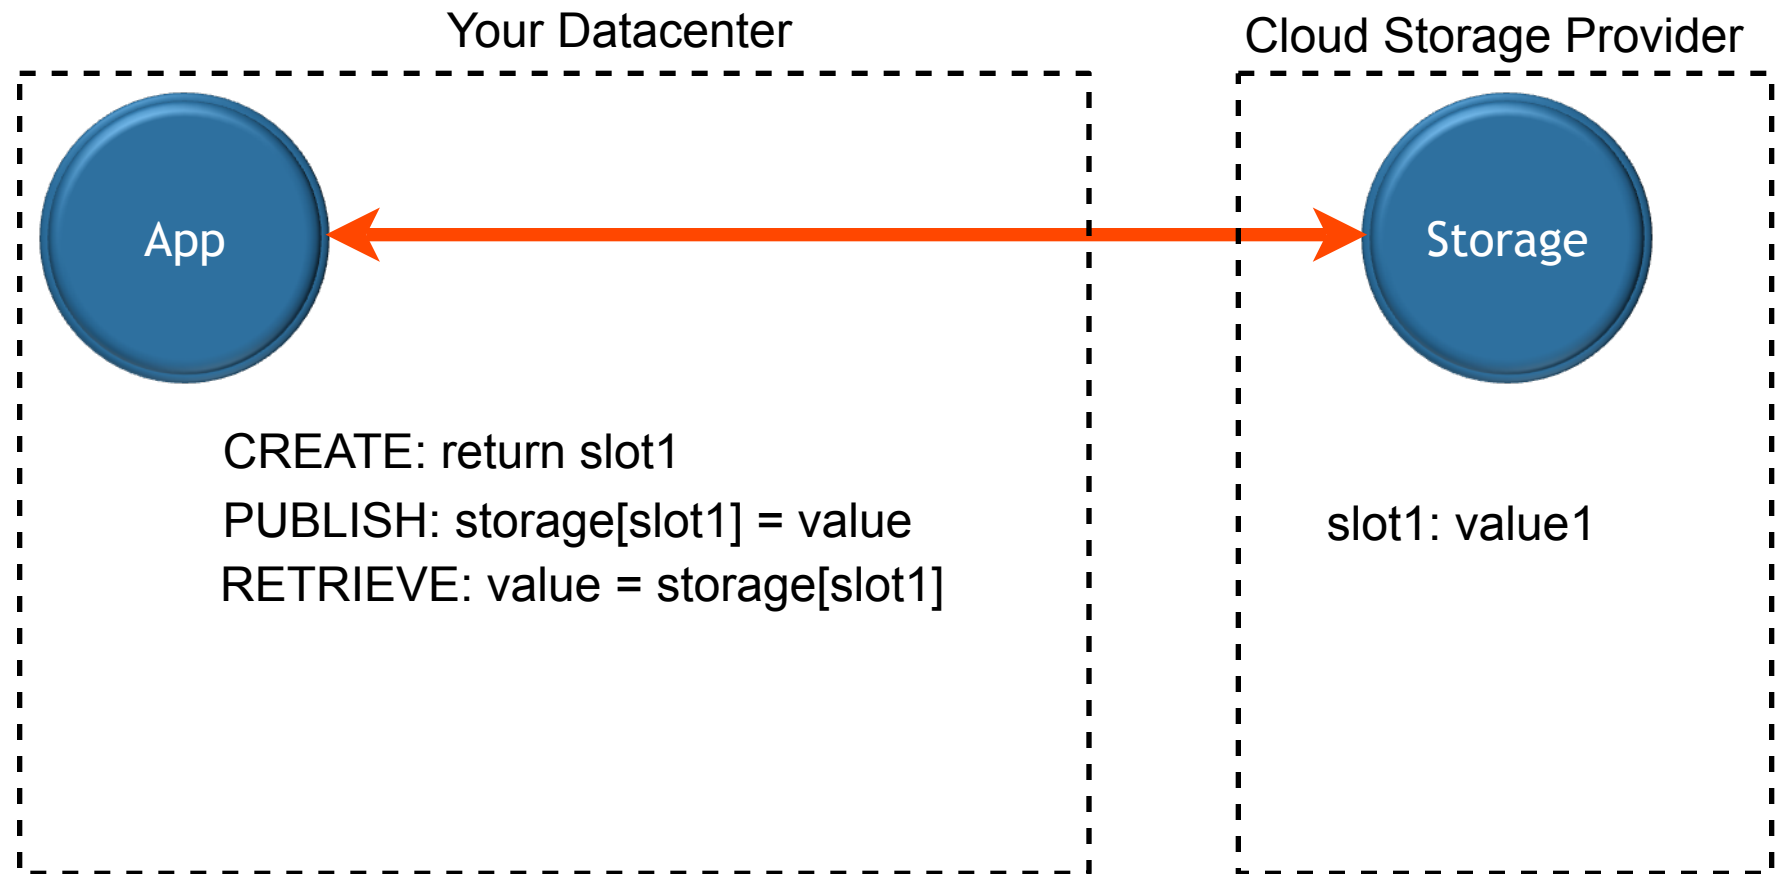 Your Datacenter
Cloud Storage Provider
App
Storage
CREATE: return slot1
PUBLISH: storage[slot1] = value
slot1: value1
RETRIEVE: value = storage[slot1]